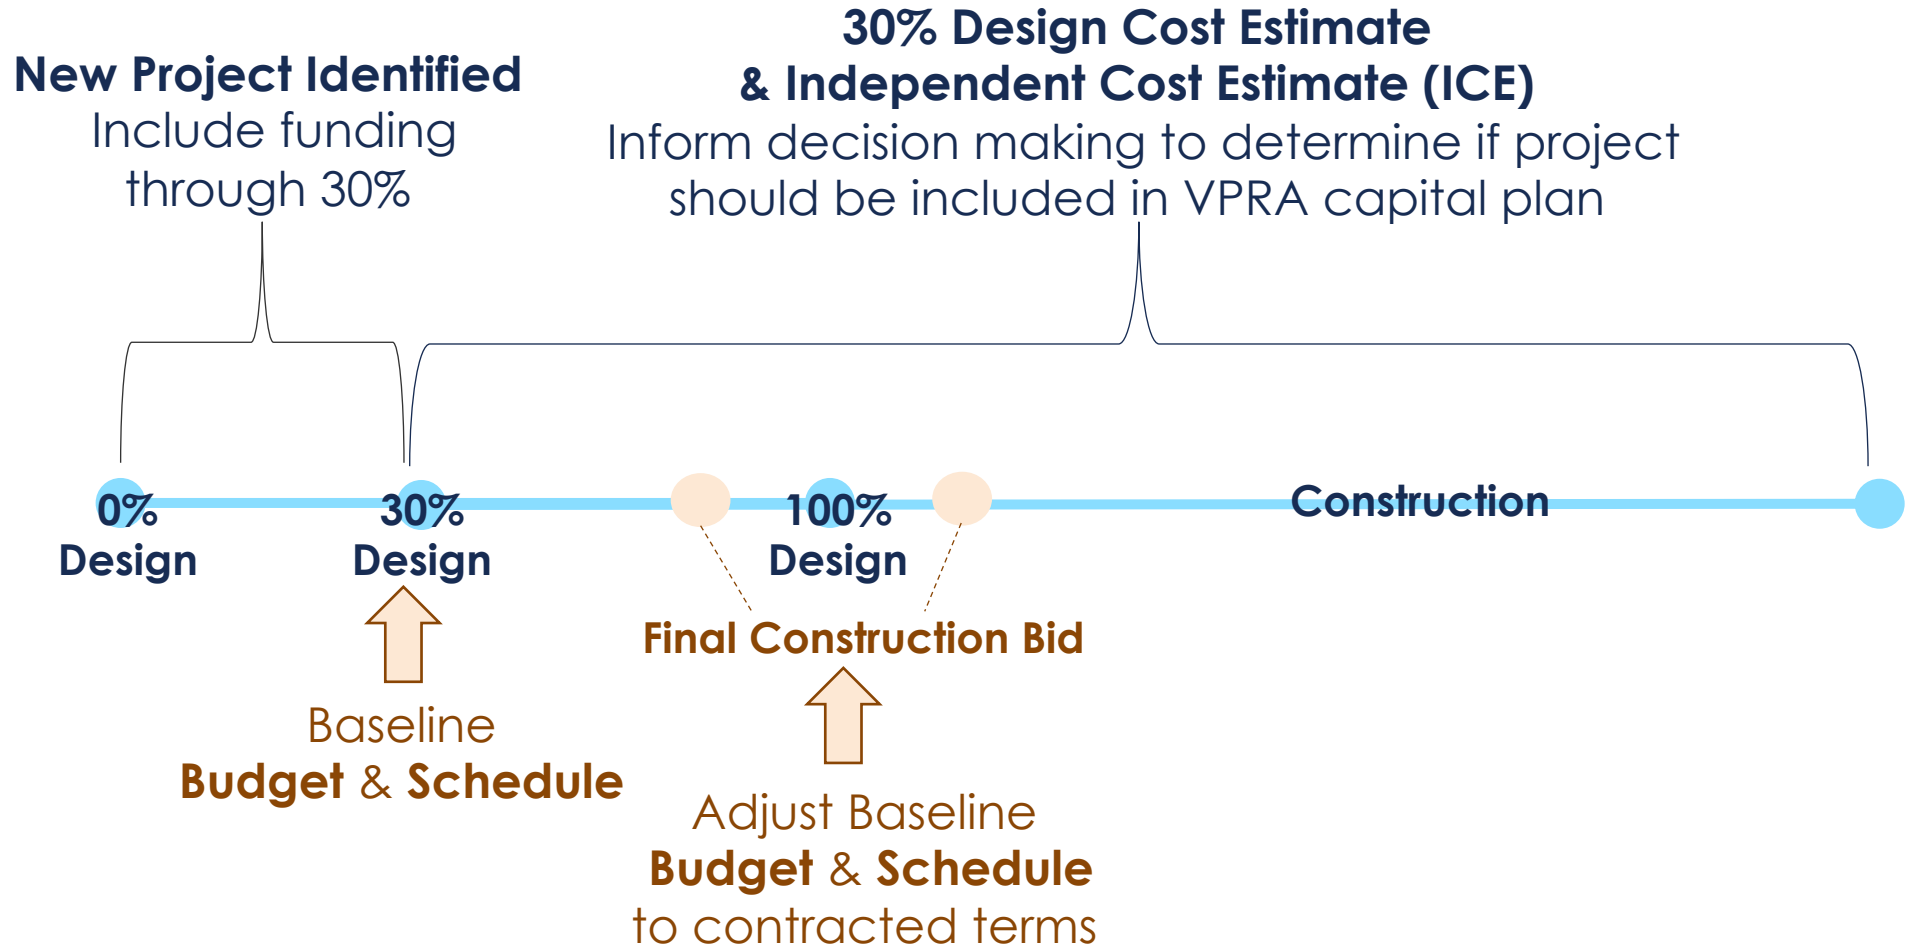 New Project Identified
Include funding
through 30%
30% Design Cost Estimate
& Independent Cost Estimate (ICE)
Inform decision making to determine if project
should be included in VPRA capital plan
0%
Design
30%
Design
100%
Design
Construction
Final Construction Bid
Baseline
Budget & Schedule
Adjust Baseline
Budget & Schedule
to contracted terms